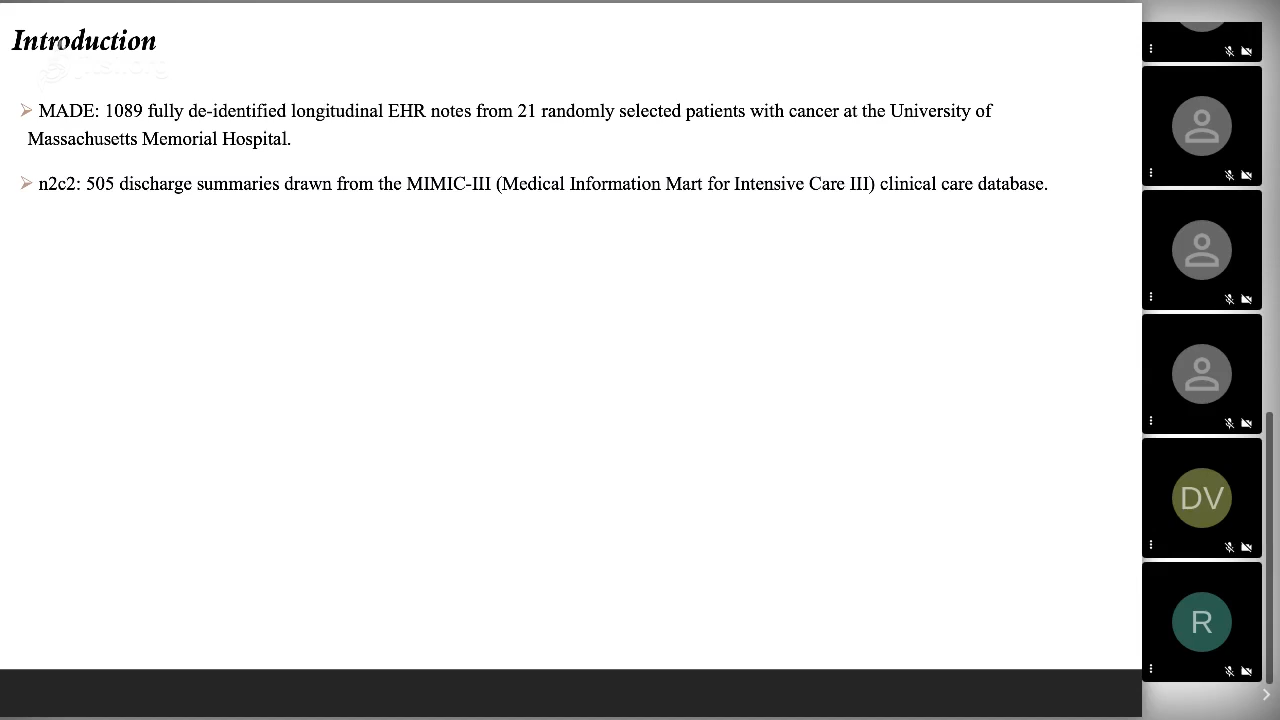 Introduction
➢ MADE: 1089 fully de-identified longitudinal EHR notes from 21 randomly selected patients with cancer at the University of
Massachusetts Memorial Hospital.
➢ n2c2: 505 discharge summaries drawn from the MIMIC-III (Medical Information Mart for Intensive Care III) clinical care database.
DV
R